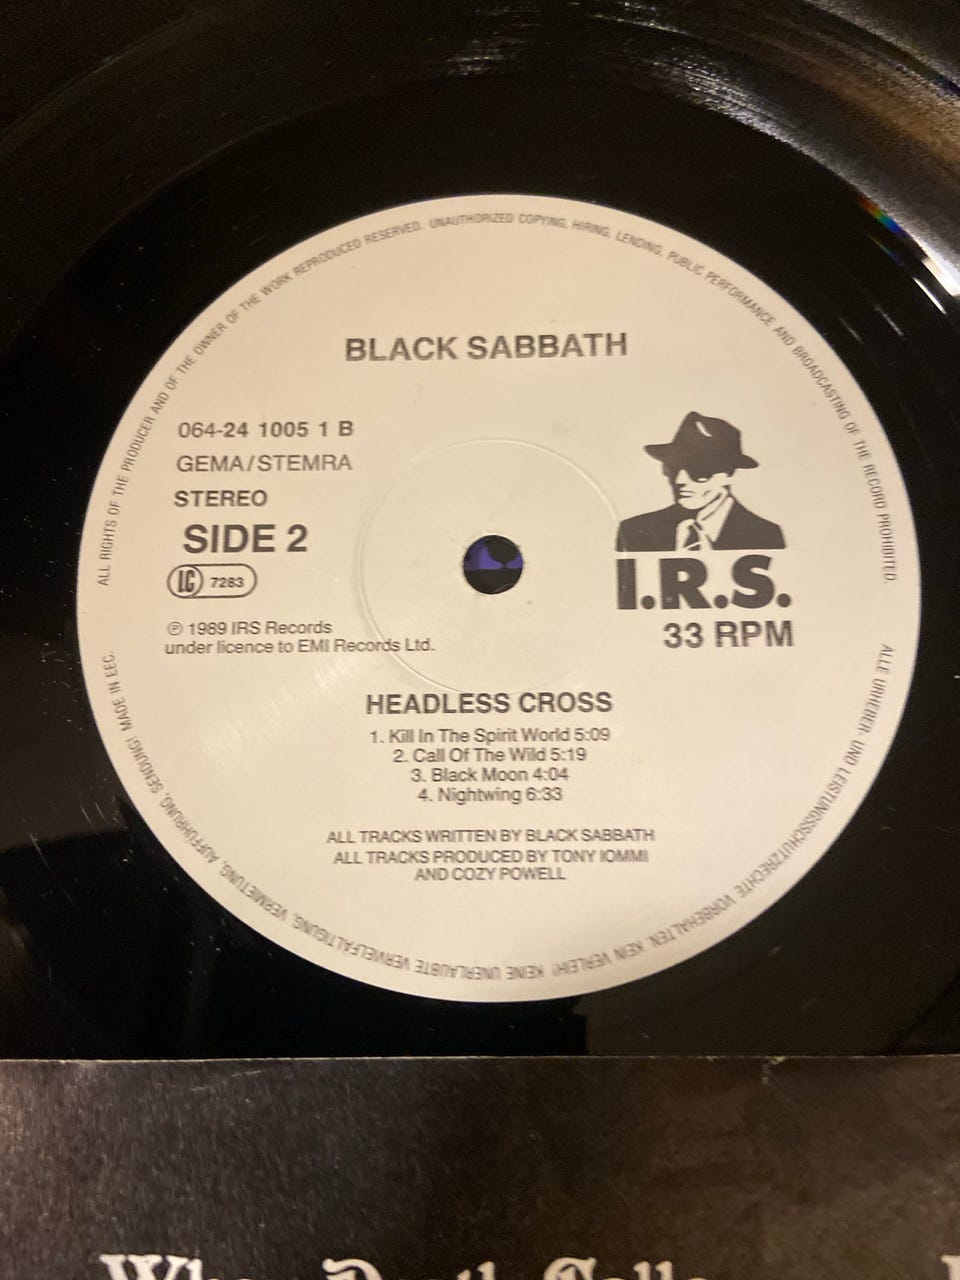 ALL RIGHTS OF THE PRODUCER AND OF THE OWNER OF THE WORK REPRODUCED RESERVED. UNAUTHORIZED COPYING, HIRING, LENDING, PUBLIC PERFORMANCE AND BROADCASTING OF THE RECORD PROHIBITED.
BLACK SABBATH
064-24 1005 1 B
GEMA/STEMRA
STEREO
SIDE 2
LC 7283
℗ 1989 IRS Records
under licence to EMI Records Ltd.
I.R.S.
33 RPM
HEADLESS CROSS
1. Kill In The Spirit World 5:09
2. Call Of The Wild 5:19
3. Black Moon 4:04
4. Nightwing 6:33
ALL TRACKS WRITTEN BY BLACK SABBATH
ALL TRACKS PRODUCED BY TONY IOMMI
AND COZY POWELL
ALLE URHEBER- UND LEISTUNGSSCHUTZRECHTE VORBEHALTEN. KEIN VERLEIH! KEINE UNERLAUBTE VERVIELFÄLTIGUNG, VERMIETUNG, AUFFÜHRUNG, SENDUNG! MADE IN EEC.
When Death Calls